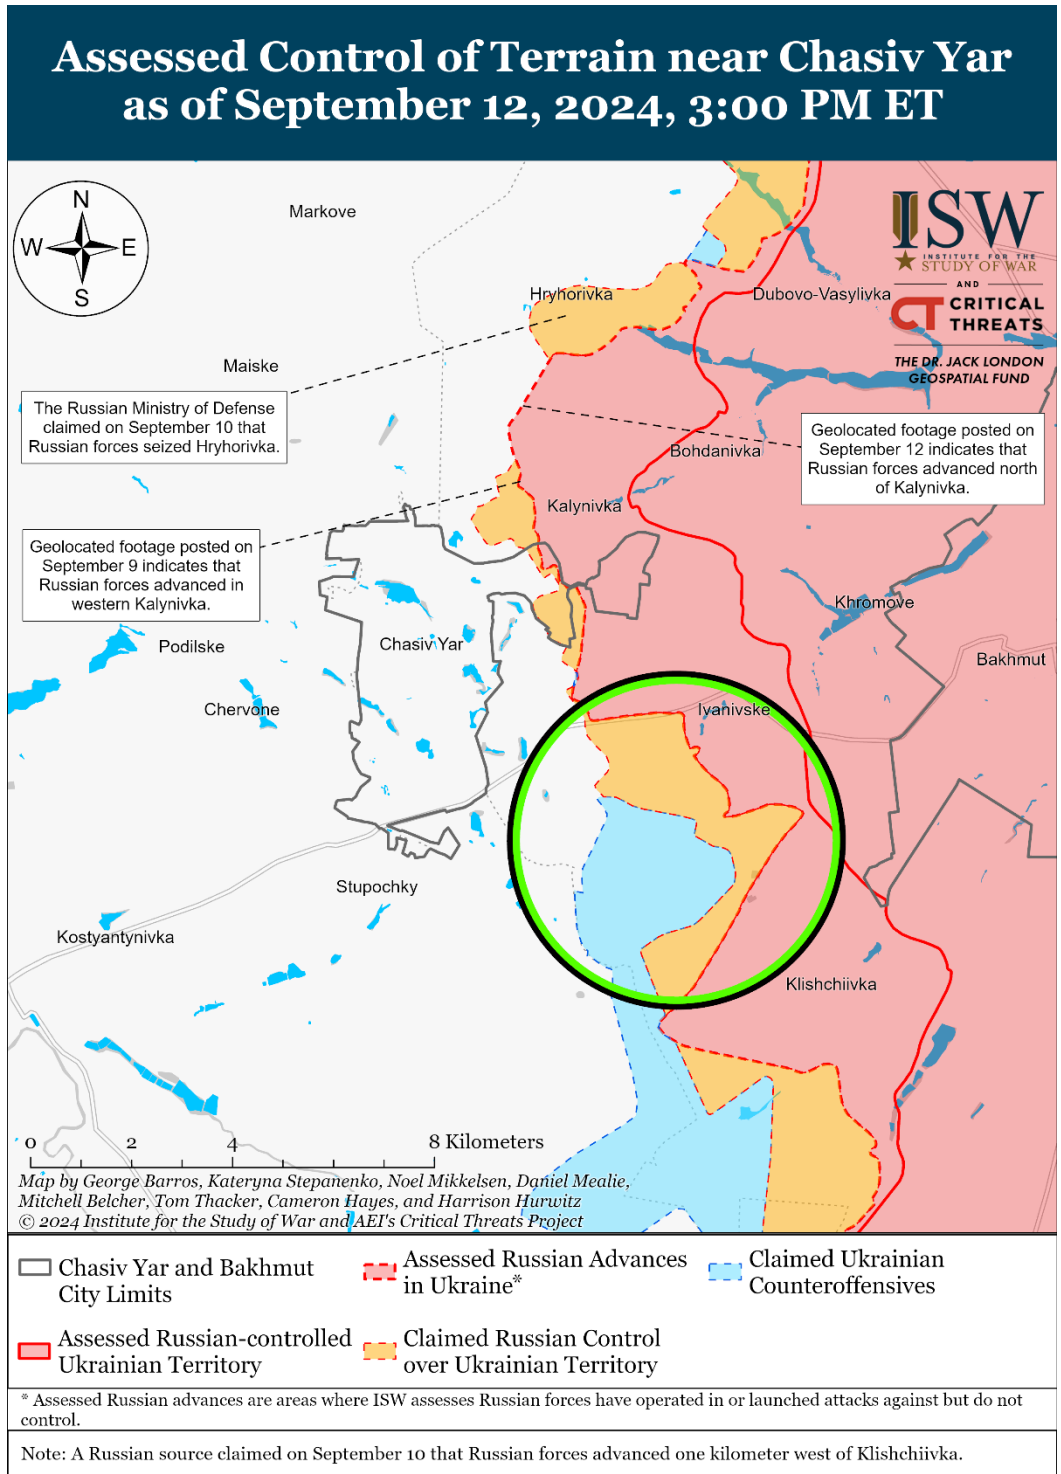 Assessed Control of Terrain near Chasiv Yar
as of September 12, 2024, 3:00 PM ET
N
W
E
S
Markove
ISW
INSTITUTE FOR THE
STUDY OF WAR
AND
CT CRITICAL
THREATS
THE DR. JACK LONDON
GEOSPATIAL FUND
Hryhorivka
Dubovo-Vasylivka
Maiske
The Russian Ministry of Defense
claimed on September 10 that
Russian forces seized Hryhorivka.
Geolocated footage posted on
September 12 indicates that
Russian forces advanced north
of Kalynivka.
Bohdanivka
Kalynivka
Geolocated footage posted on
September 9 indicates that
Russian forces advanced in
western Kalynivka.
Khromove
Podilske
Chasiv Yar
Bakhmut
Chervone
Ivanivske
Stupochky
Kostyantynivka
Klishchiivka
0 2 4 8 Kilometers
Map by George Barros, Kateryna Stepanenko, Noel Mikkelsen, Daniel Mealie,
Mitchell Belcher, Tom Thacker, Cameron Hayes, and Harrison Hurwitz
© 2024 Institute for the Study of War and AEI's Critical Threats Project
Chasiv Yar and Bakhmut
City Limits
Assessed Russian Advances
in Ukraine*
Claimed Ukrainian
Counteroffensives
Assessed Russian-controlled
Ukrainian Territory
Claimed Russian Control
over Ukrainian Territory
* Assessed Russian advances are areas where ISW assesses Russian forces have operated in or launched attacks against but do not
control.
Note: A Russian source claimed on September 10 that Russian forces advanced one kilometer west of Klishchiivka.